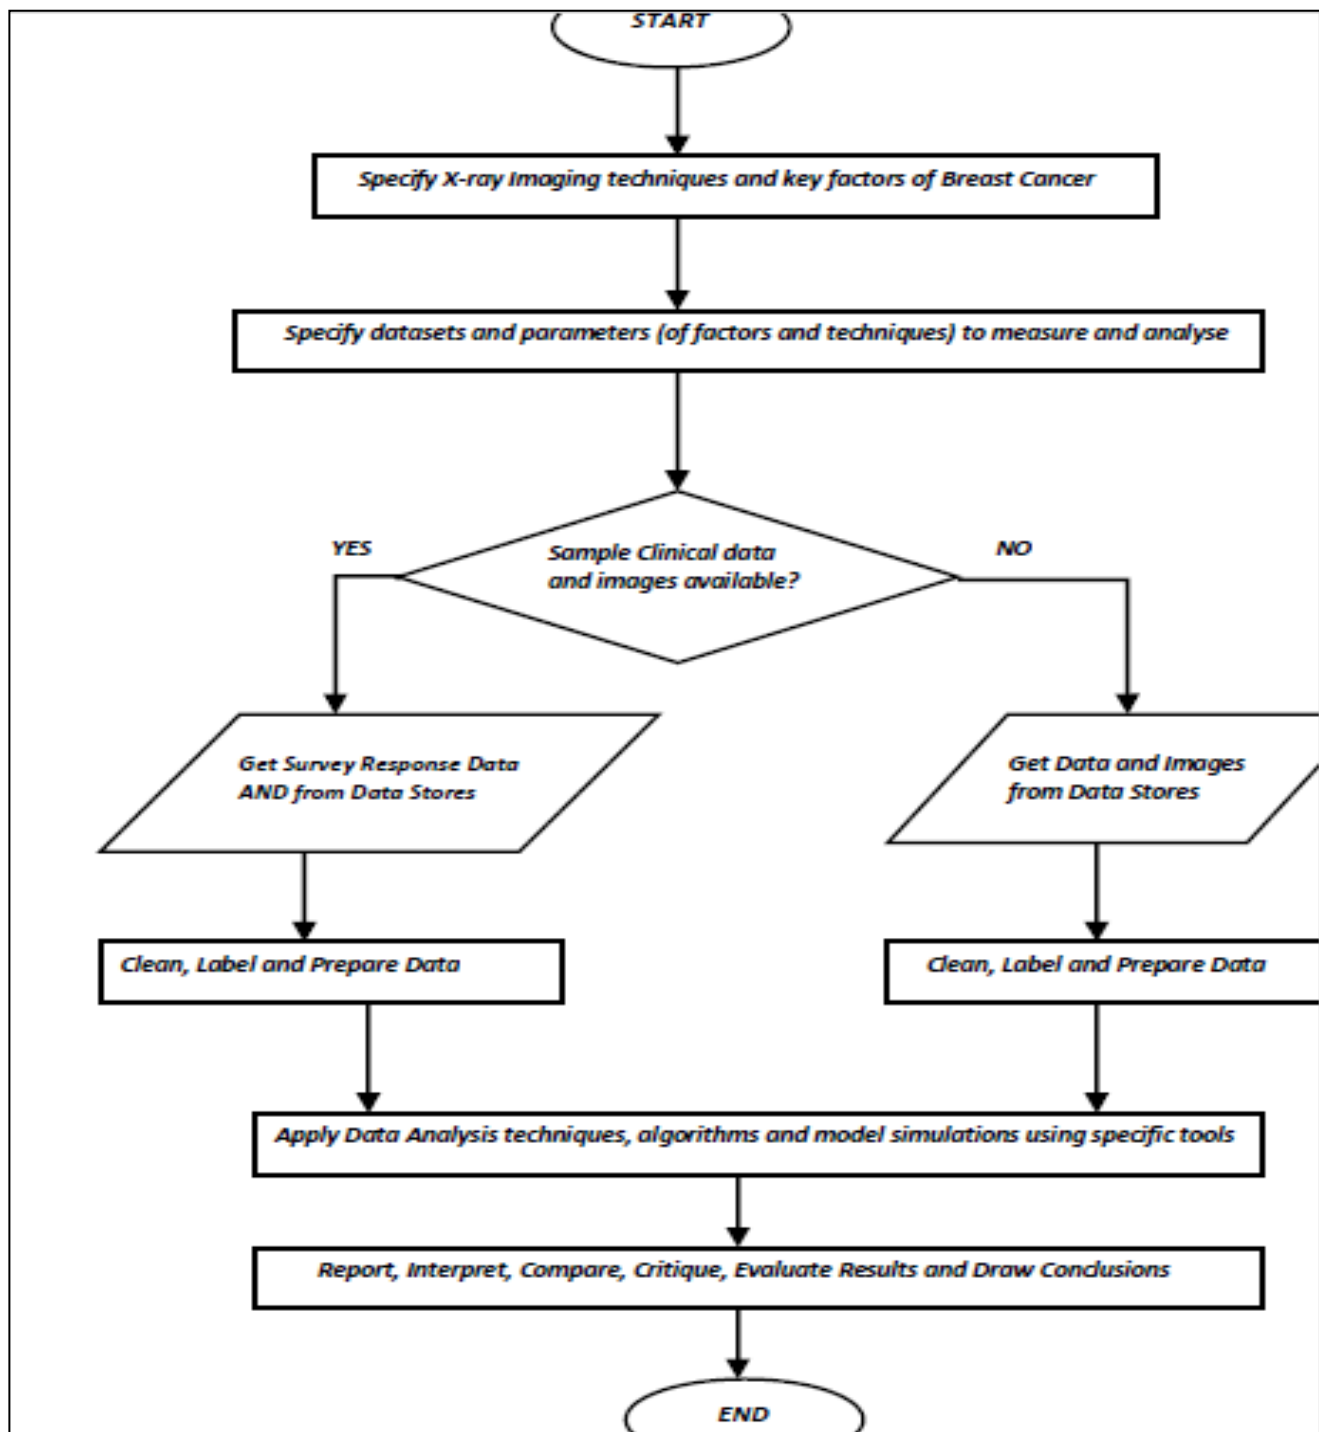 START
Specify X-ray Imaging techniques and key factors of Breast Cancer
Specify datasets and parameters (of factors and techniques) to measure and analyse
YES
Sample Clinical data
and images available?
NO
Get Survey Response Data
AND from Data Stores
Get Data and Images
from Data Stores
Clean, Label and Prepare Data
Clean, Label and Prepare Data
Apply Data Analysis techniques, algorithms and model simulations using specific tools
Report, Interpret, Compare, Critique, Evaluate Results and Draw Conclusions
END